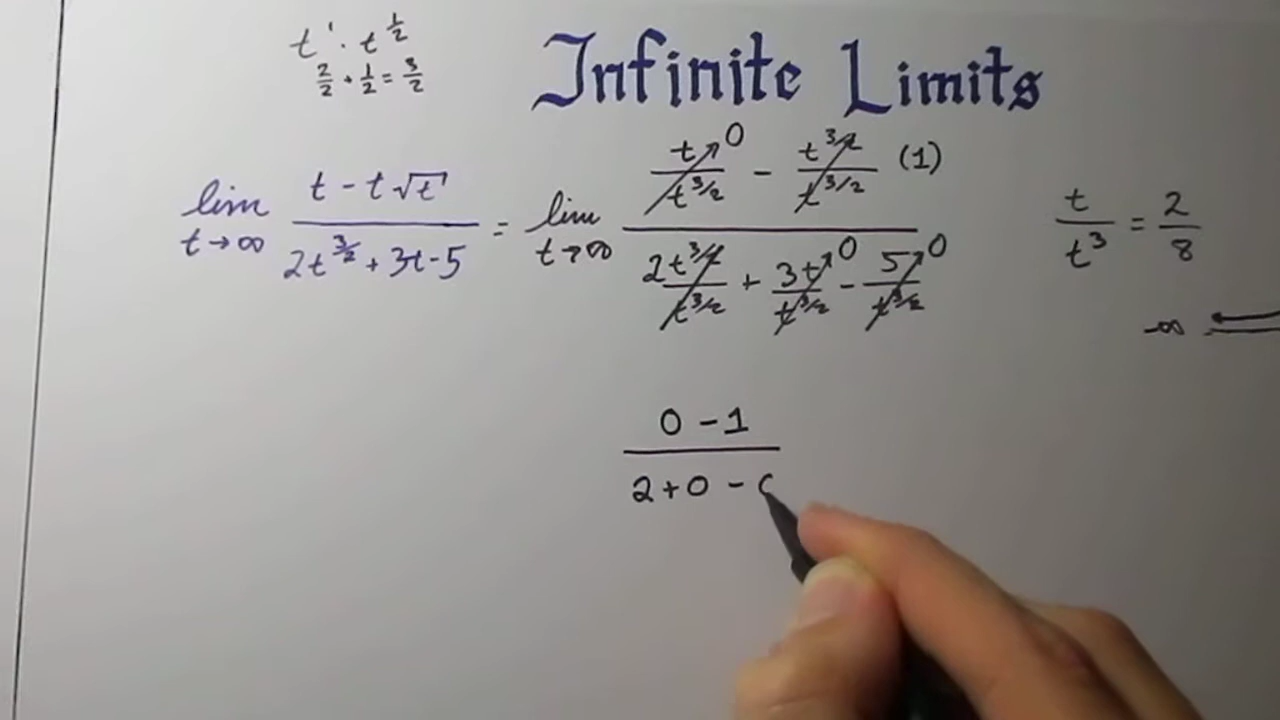 t¹ · t^½
2/2 + 1/2 = 3/2
Infinite Limits
lim t→∞ (t - t√t) / (2t^(3/2) + 3t - 5) = lim t→∞ (t/t^(3/2) → 0 - t^(3/2)/t^(3/2) (1)) / (2t^(3/2)/t^(3/2) + 3t/t^(3/2) → 0 - 5/t^(3/2) → 0)
t/t³ = 2/8
-∞
0 - 1
2 + 0 - 0